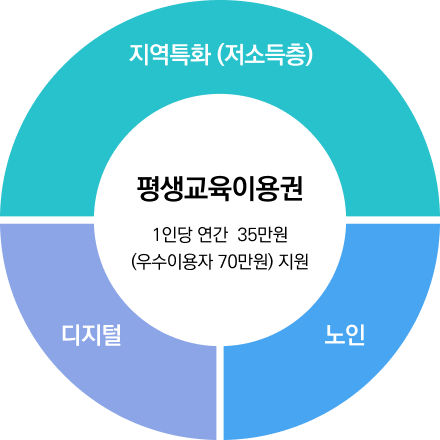 지역특화 (저소득층)
평생교육이용권
1인당 연간 35만원
(우수이용자 70만원) 지원
디지털
노인